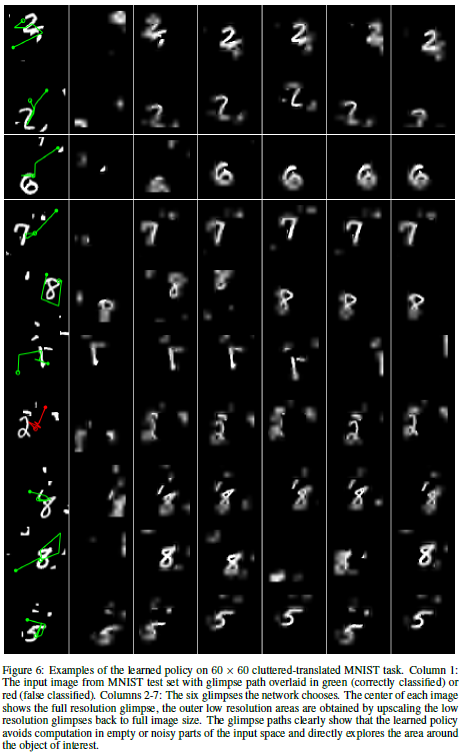 Figure 6: Examples of the learned policy on 60 × 60 cluttered-translated MNIST task. Column 1:
The input image from MNIST test set with glimpse path overlaid in green (correctly classified) or
red (false classified). Columns 2-7: The six glimpses the network chooses. The center of each image
shows the full resolution glimpse, the outer low resolution areas are obtained by upscaling the low
resolution glimpses back to full image size. The glimpse paths clearly show that the learned policy
avoids computation in empty or noisy parts of the input space and directly explores the area around
the object of interest.